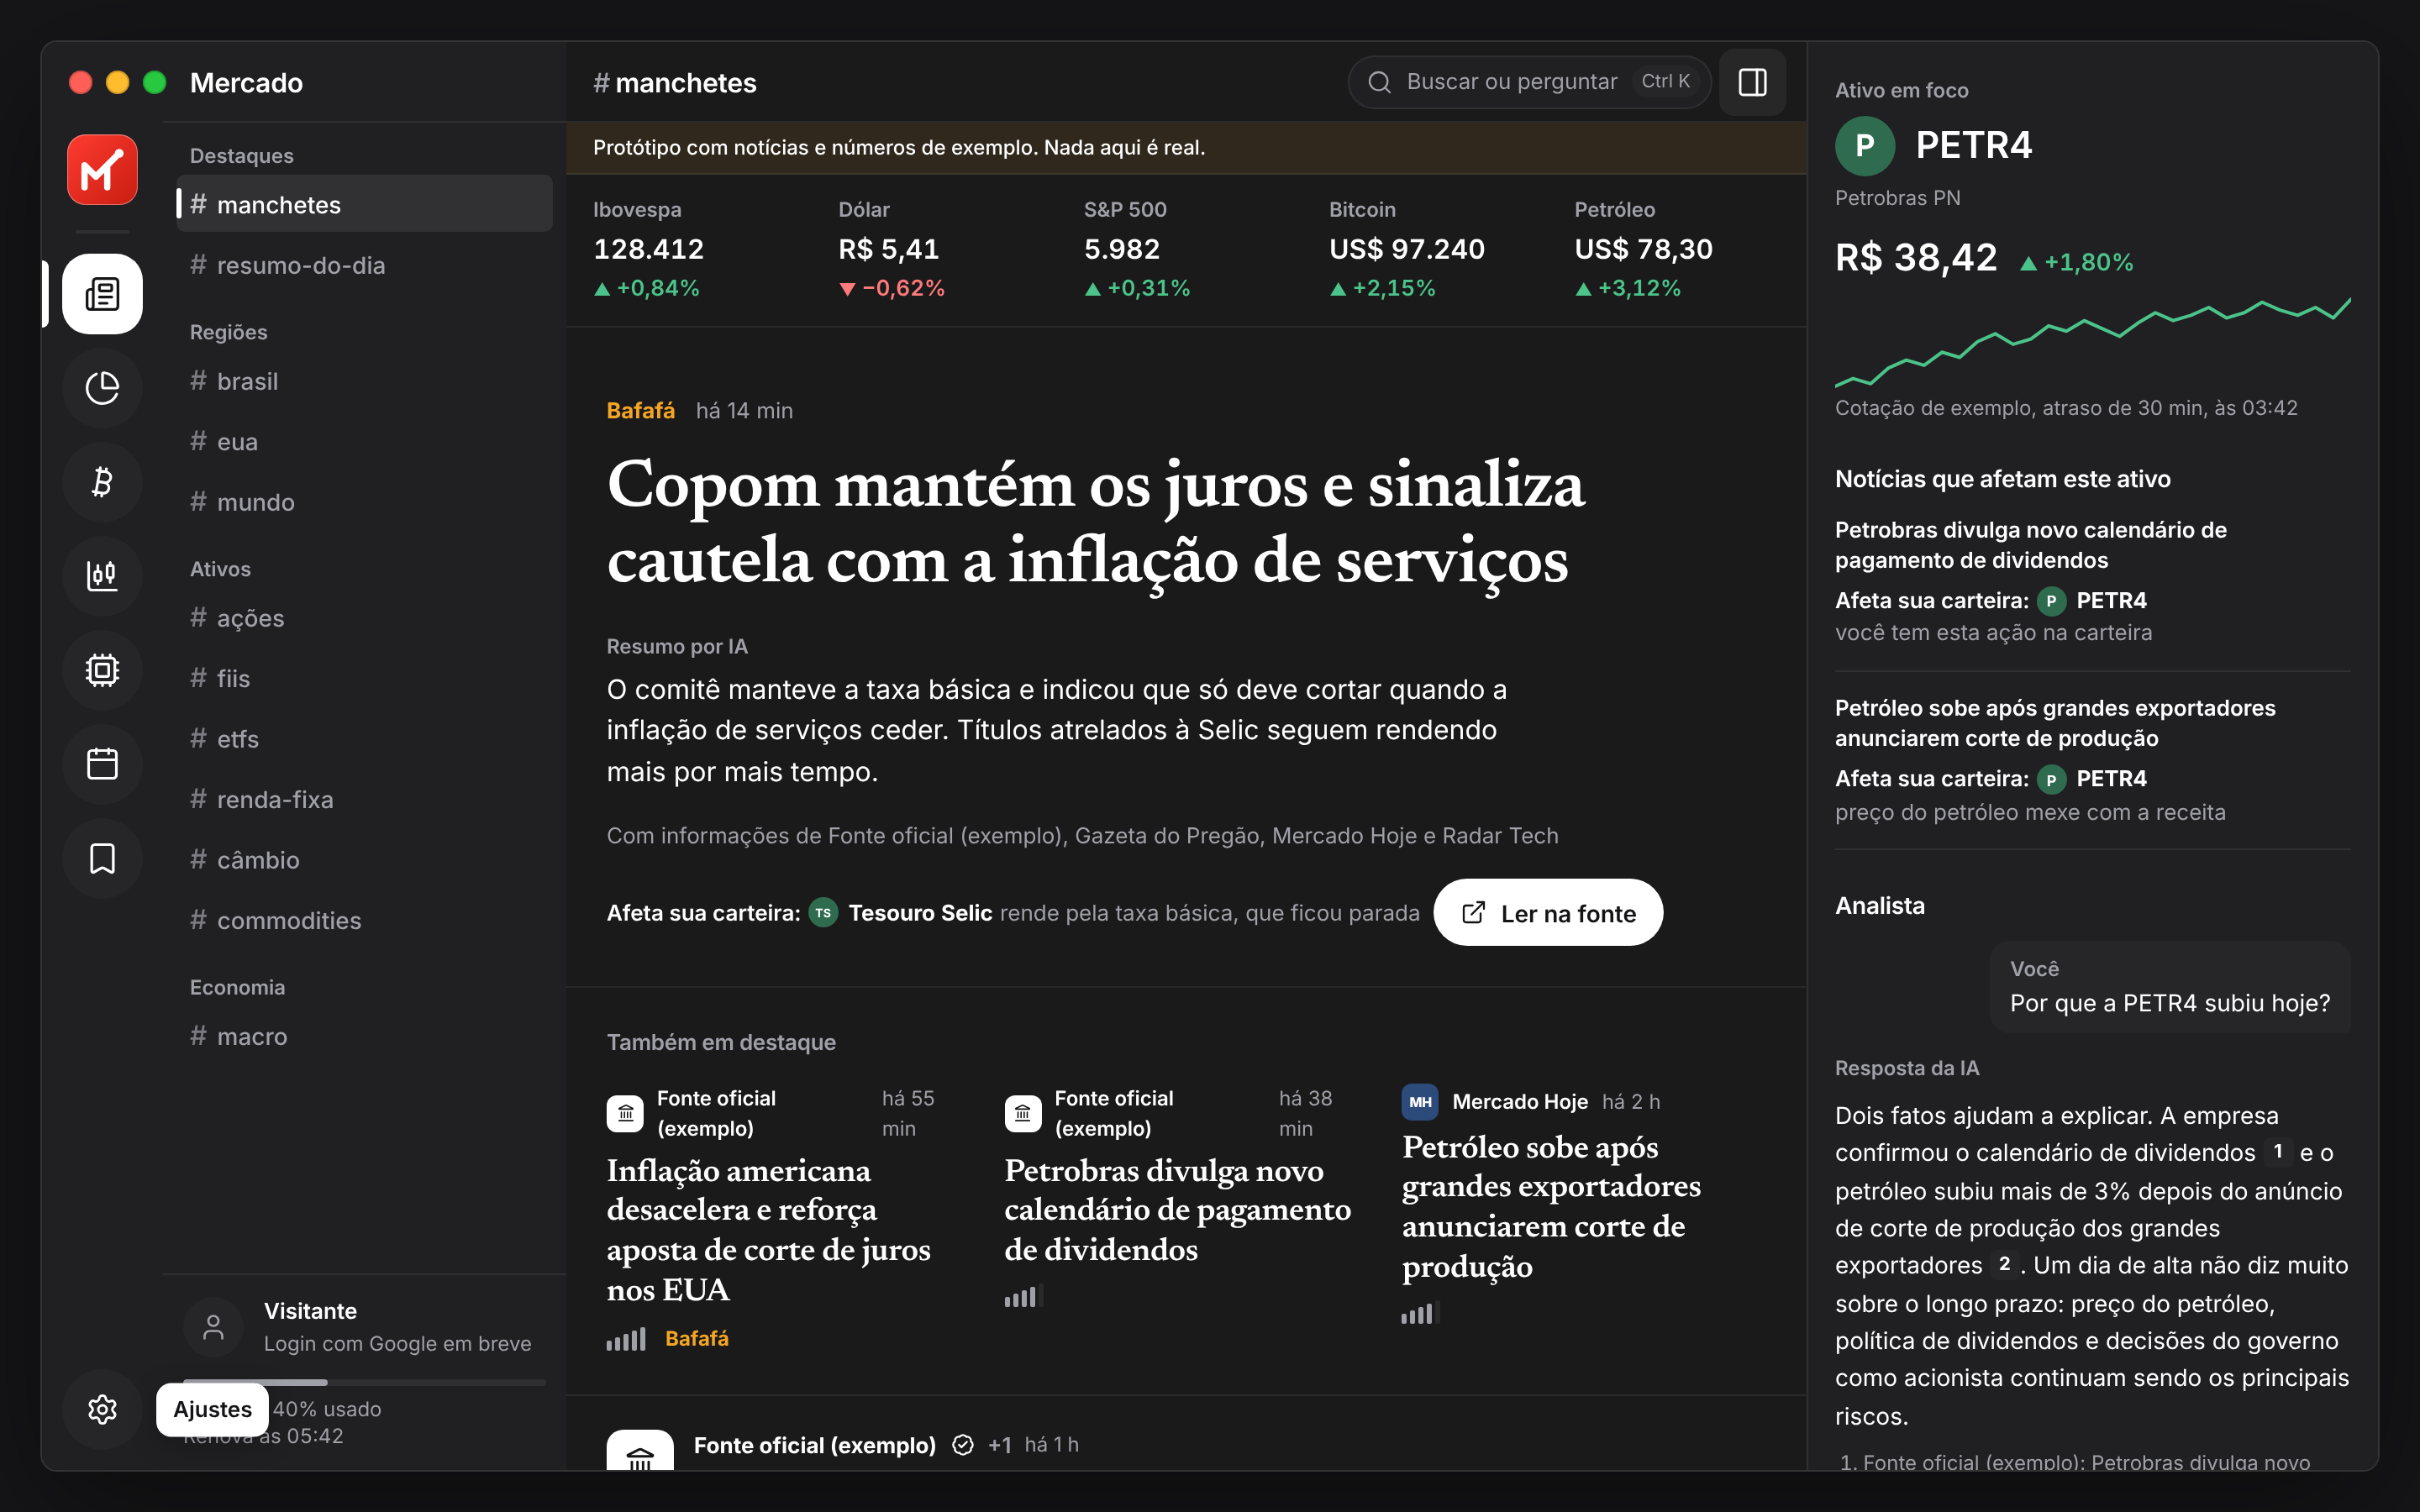 Mercado
Destaques
# manchetes
# resumo-do-dia
Regiões
# brasil
# eua
# mundo
Ativos
# ações
# fiis
# etfs
# renda-fixa
# câmbio
# commodities
Economia
# macro
Visitante
Login com Google em breve
Ajustes
40% usado
Renova às 05:42
# manchetes
Buscar ou perguntar Ctrl K
Protótipo com notícias e números de exemplo. Nada aqui é real.
Ibovespa
128.412
▲ +0,84%
Dólar
R$ 5,41
▼ −0,62%
S&P 500
5.982
▲ +0,31%
Bitcoin
US$ 97.240
▲ +2,15%
Petróleo
US$ 78,30
▲ +3,12%
Bafafá há 14 min
Copom mantém os juros e sinaliza
cautela com a inflação de serviços
Resumo por IA
O comitê manteve a taxa básica e indicou que só deve cortar quando a
inflação de serviços ceder. Títulos atrelados à Selic seguem rendendo
mais por mais tempo.
Com informações de Fonte oficial (exemplo), Gazeta do Pregão, Mercado Hoje e Radar Tech
Afeta sua carteira: TS Tesouro Selic rende pela taxa básica, que ficou parada
Ler na fonte
Também em destaque
Fonte oficial
(exemplo)
há 55
min
Inflação americana
desacelera e reforça
aposta de corte de juros
nos EUA
Bafafá
Fonte oficial
(exemplo)
há 38
min
Petrobras divulga novo
calendário de pagamento
de dividendos
MH Mercado Hoje há 2 h
Petróleo sobe após
grandes exportadores
anunciarem corte de
produção
Fonte oficial (exemplo) +1 há 1 h
Ativo em foco
P PETR4
Petrobras PN
R$ 38,42 ▲ +1,80%
Cotação de exemplo, atraso de 30 min, às 03:42
Notícias que afetam este ativo
Petrobras divulga novo calendário de
pagamento de dividendos
Afeta sua carteira: P PETR4
você tem esta ação na carteira
Petróleo sobe após grandes exportadores
anunciarem corte de produção
Afeta sua carteira: P PETR4
preço do petróleo mexe com a receita
Analista
Você
Por que a PETR4 subiu hoje?
Resposta da IA
Dois fatos ajudam a explicar. A empresa
confirmou o calendário de dividendos 1 e o
petróleo subiu mais de 3% depois do anúncio
de corte de produção dos grandes
exportadores 2 . Um dia de alta não diz muito
sobre o longo prazo: preço do petróleo,
política de dividendos e decisões do governo
como acionista continuam sendo os principais
riscos.
1. Fonte oficial (exemplo): Petrobras divulga novo